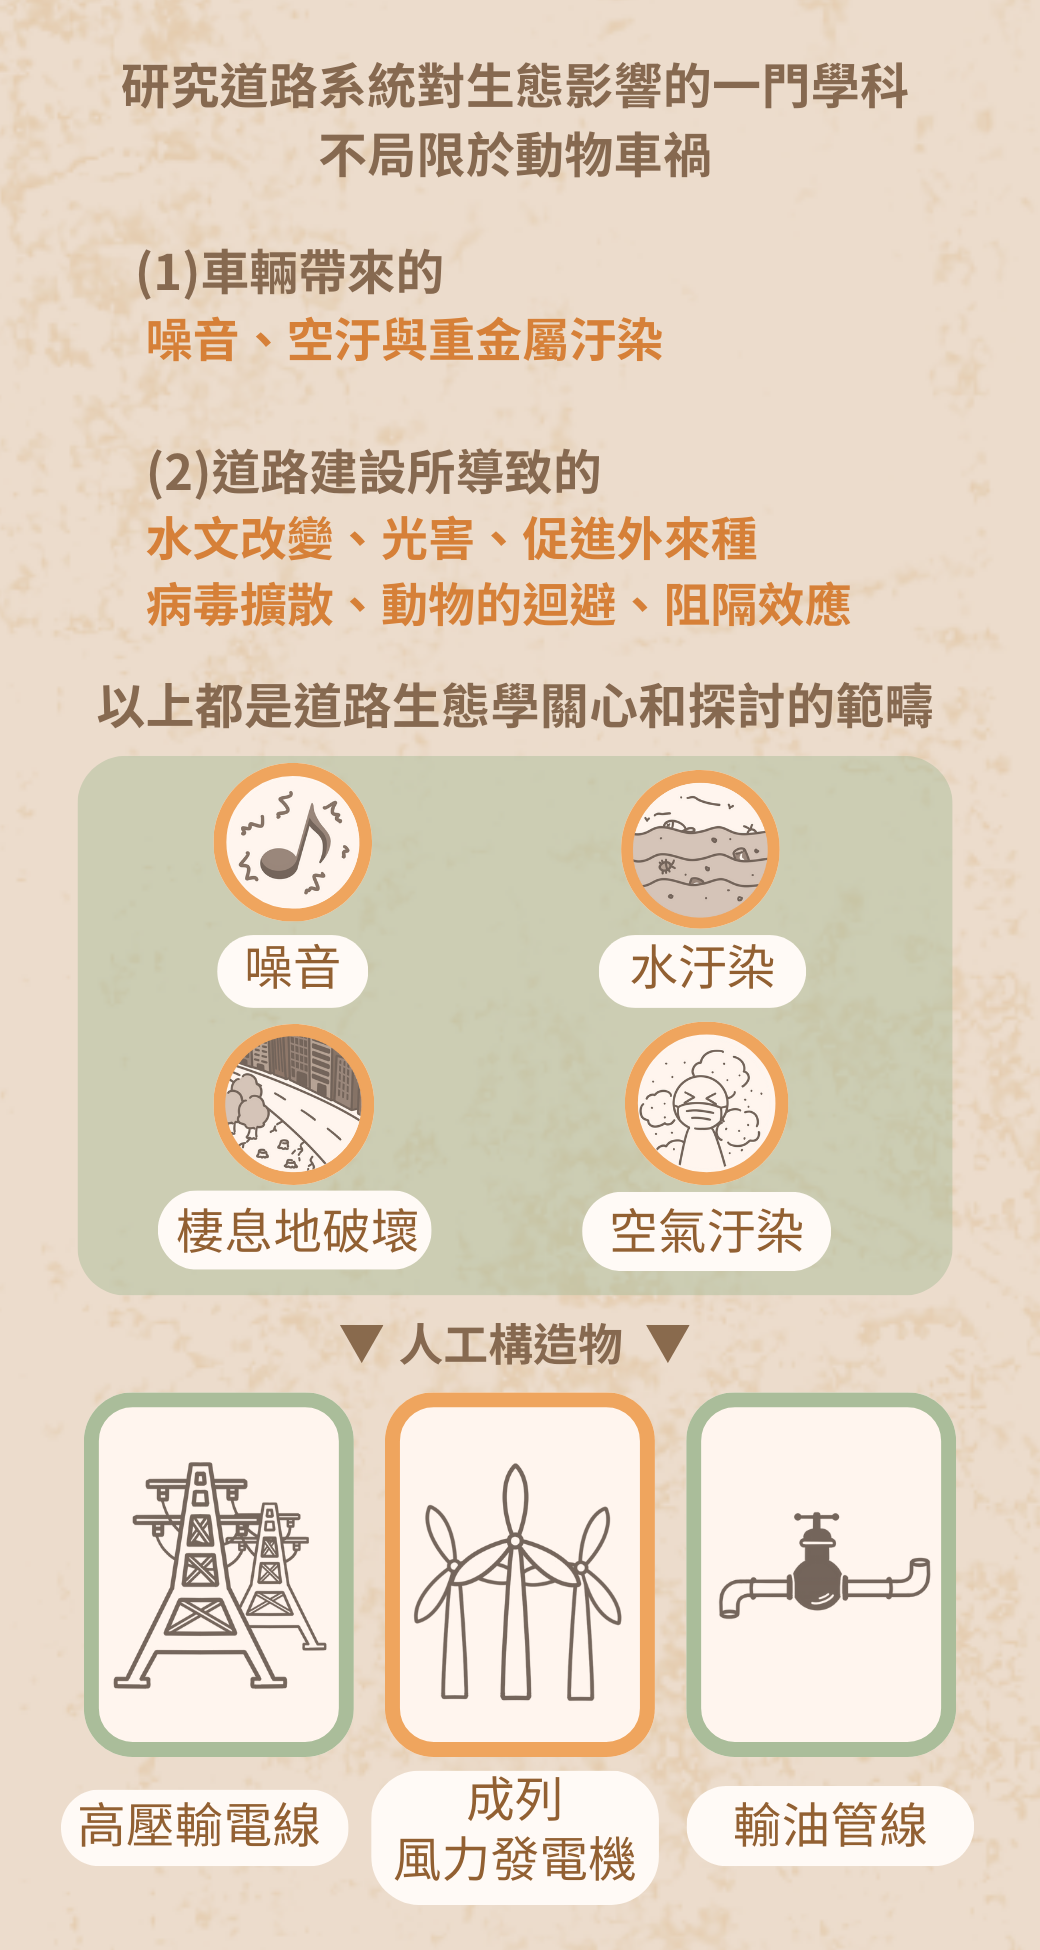 研究道路系統對生態影響的一門學科
不局限於動物車禍
(1)車輛帶來的
噪音、空汙與重金屬汙染
(2)道路建設所導致的
水文改變、光害、促進外來種
病毒擴散、動物的迴避、阻隔效應
以上都是道路生態學關心和探討的範疇
噪音
水汙染
棲息地破壞
空氣汙染
▼ 人工構造物 ▼
高壓輸電線
成列
風力發電機
輸油管線